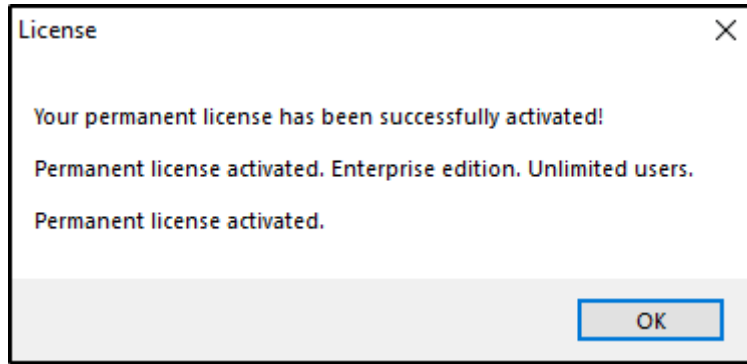 License
Your permanent license has been successfully activated!
Permanent license activated. Enterprise edition. Unlimited users.
Permanent license activated.
OK